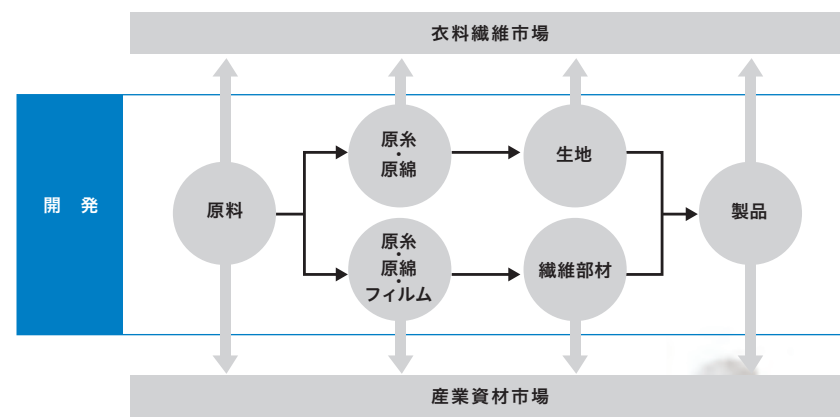 衣料繊維市場
開発
原料
原糸
・
原綿
生地
原糸
・
原綿
・
フィルム
繊維部材
製品
産業資材市場